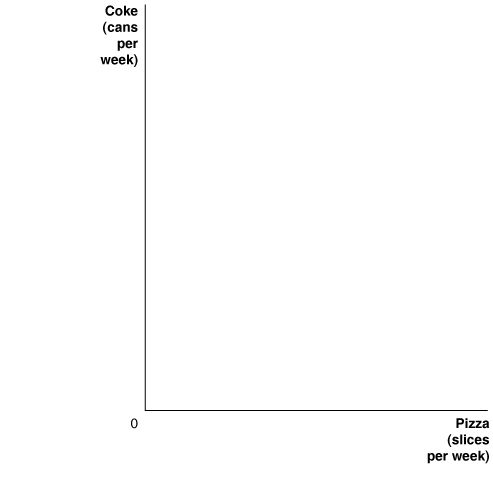 Coke
(cans
per
week)
0
Pizza
(slices
per week)